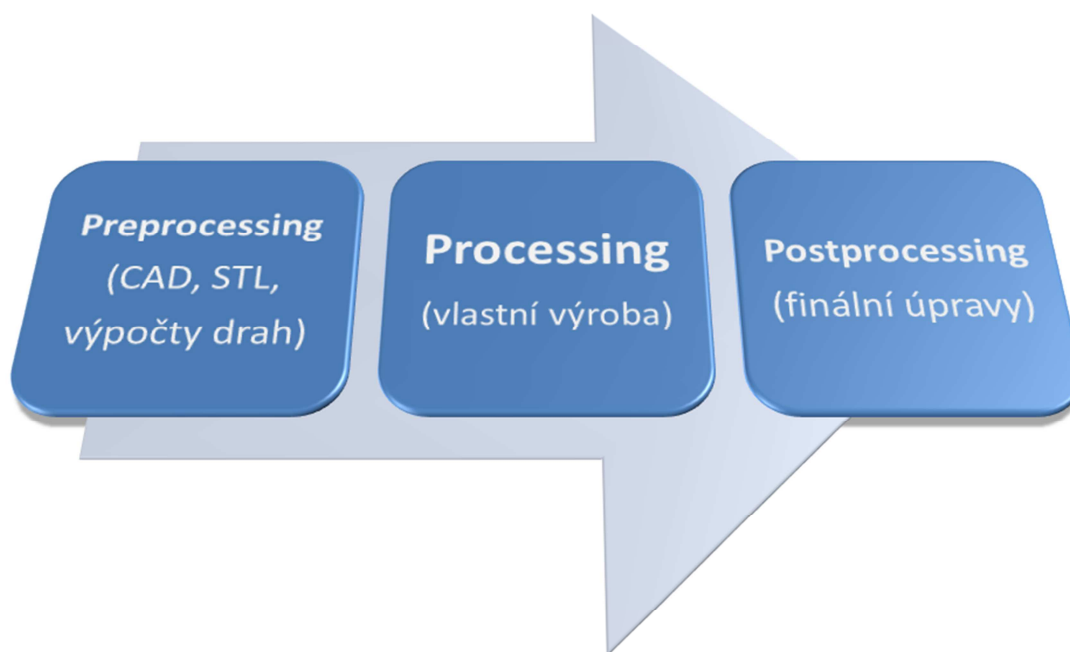 Preprocessing
(CAD, STL,
výpočty drah)
Processing
(vlastní výroba)
Postprocessing
(finální úpravy)